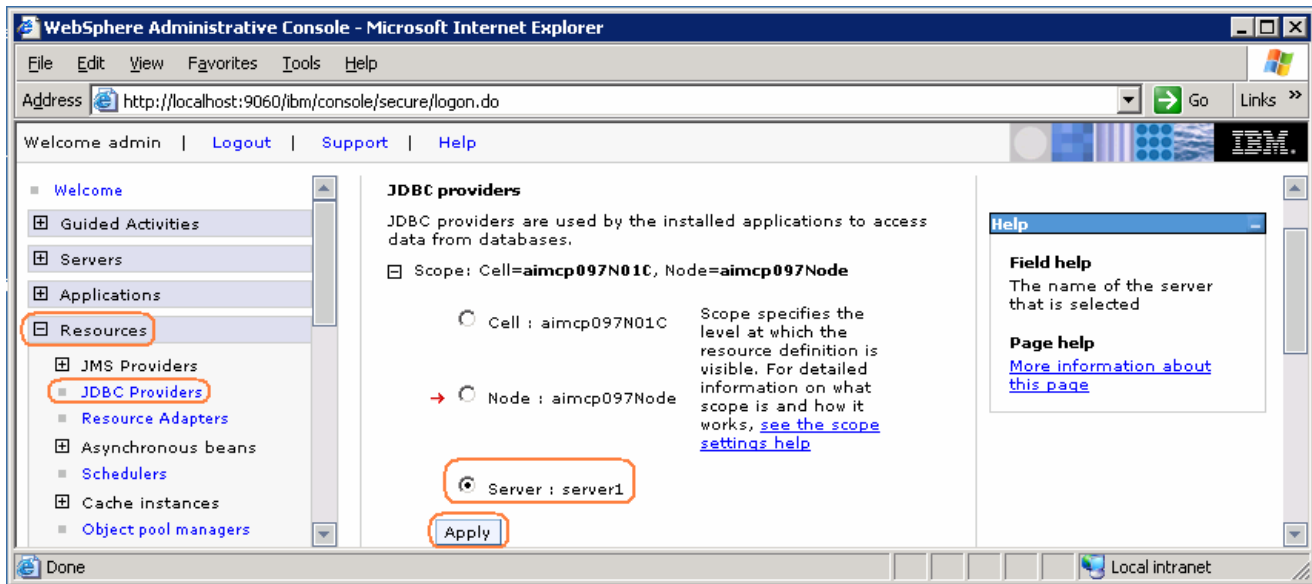 WebSphere Administrative Console - Microsoft Internet Explorer
File Edit View Favorites Tools Help
Address http://localhost:9060/ibm/console/secure/logon.do Go Links »
Welcome admin | Logout | Support | Help
IBM.
Welcome
Guided Activities
Servers
Applications
Resources
JMS Providers
JDBC Providers
Resource Adapters
Asynchronous beans
Schedulers
Cache instances
Object pool managers
JDBC providers
JDBC providers are used by the installed applications to access
data from databases.
Scope: Cell=aimcp097N01C, Node=aimcp097Node
Cell : aimcp097N01C
Node : aimcp097Node
Server : server1
Scope specifies the
level at which the
resource definition is
visible. For detailed
information on what
scope is and how it
works, see the scope
settings help
Apply
Help
Field help
The name of the server
that is selected
Page help
More information about
this page
Done
Local intranet